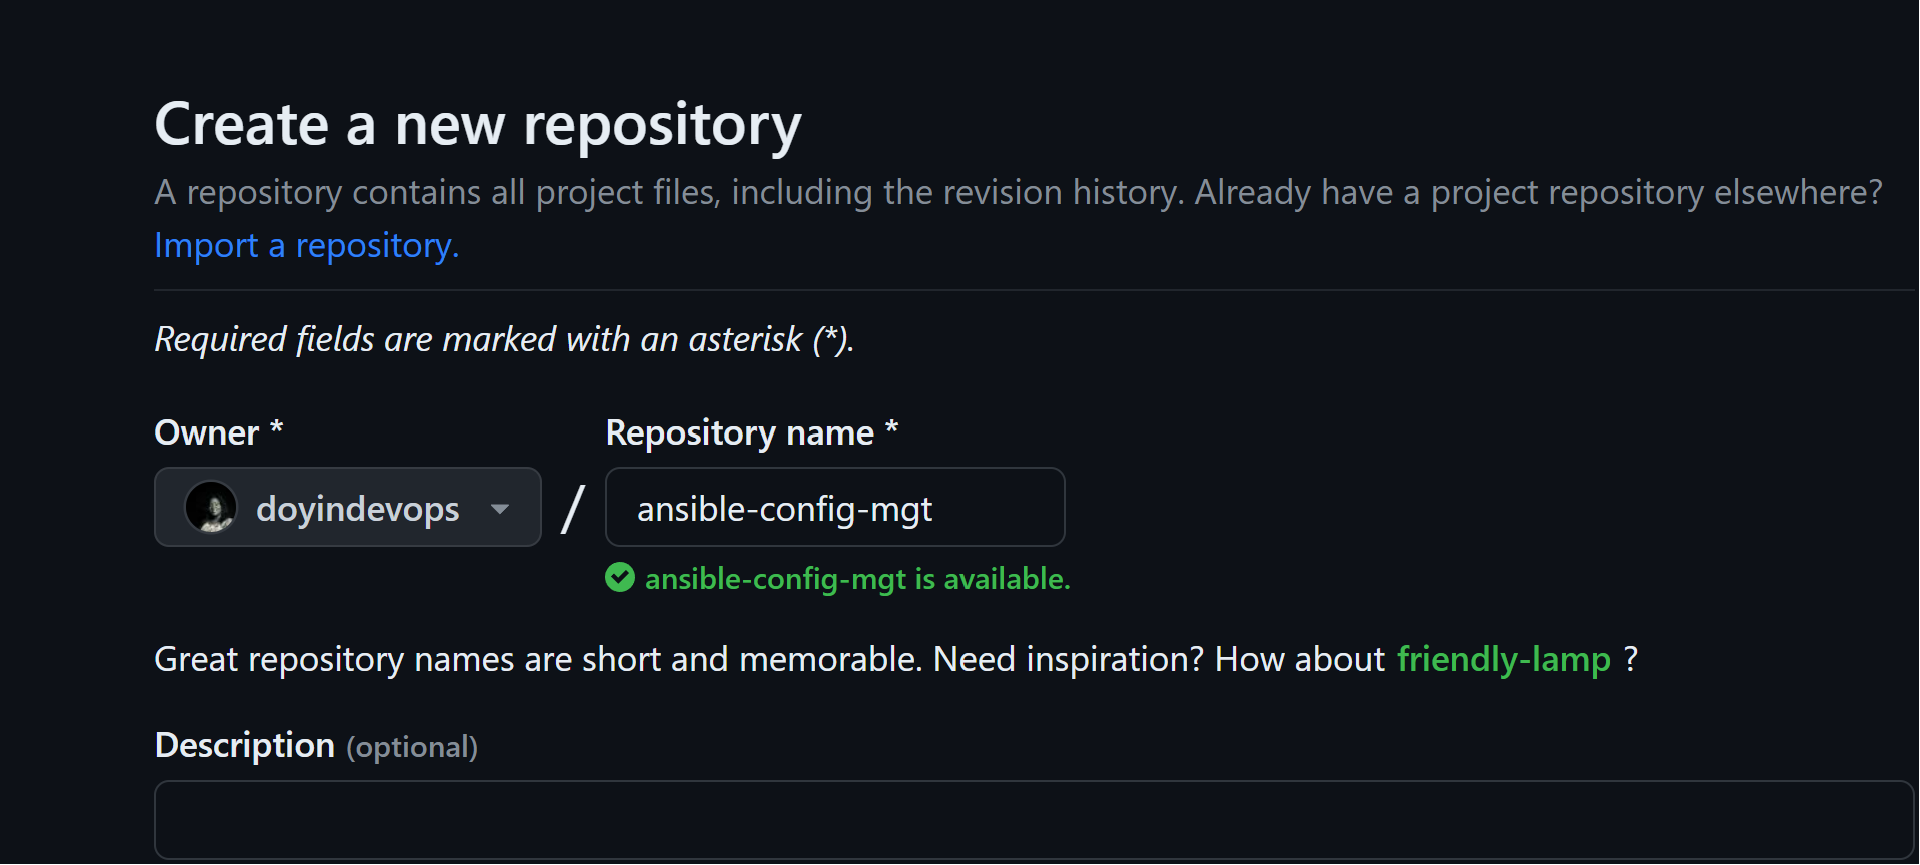 Create a new repository
A repository contains all project files, including the revision history. Already have a project repository elsewhere?
Import a repository.
Required fields are marked with an asterisk (*).
Owner * Repository name *
doyindevops / ansible-config-mgt
ansible-config-mgt is available.
Great repository names are short and memorable. Need inspiration? How about friendly-lamp ?
Description (optional)